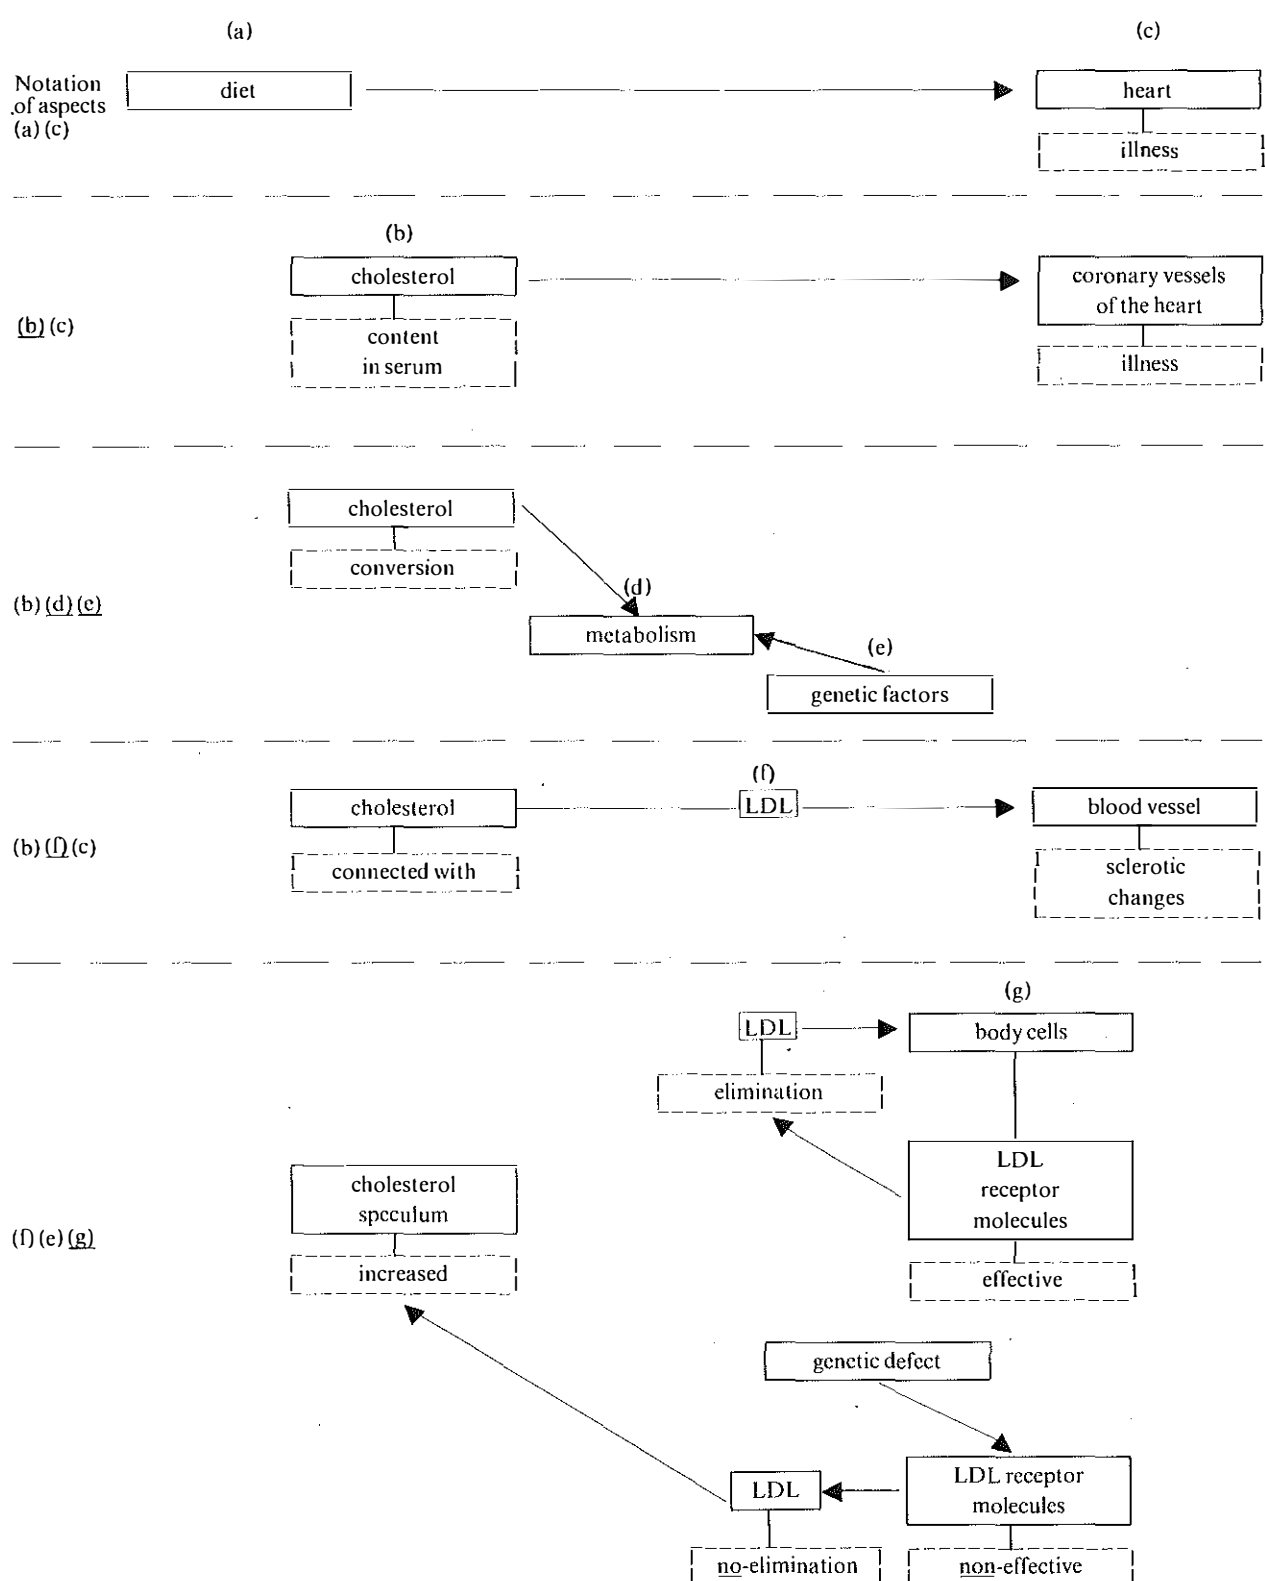 (a)
(c)
Notation
of aspects
(a) (c)
diet
heart
illness
(b)
(b) (c)
cholesterol
content
in serum
coronary vessels
of the heart
illness
(b) (d) (e)
cholesterol
conversion
(d)
metabolism
(e)
genetic factors
(b) (f) (c)
cholesterol
connected with
(f)
LDL
blood vessel
sclerotic
changes
(g)
LDL
body cells
elimination
LDL
receptor
molecules
effective
(f) (e) (g)
cholesterol
speculum
increased
genetic defect
LDL
LDL receptor
molecules
no-elimination
non-effective